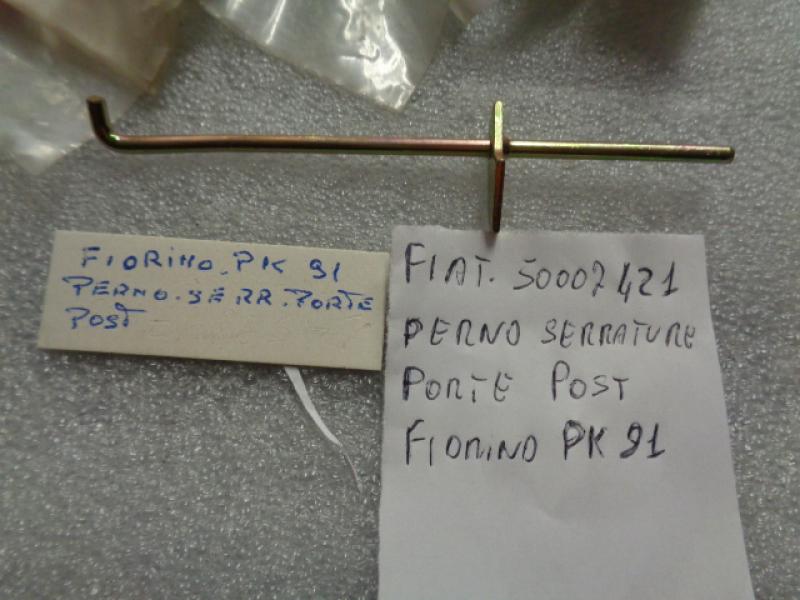 FIORINO. PK 91
PERNO. SERR. PORTE
POST
FIAT. 50007421
PERNO SERRATURE
PORTE POST
FIORINO PK 91